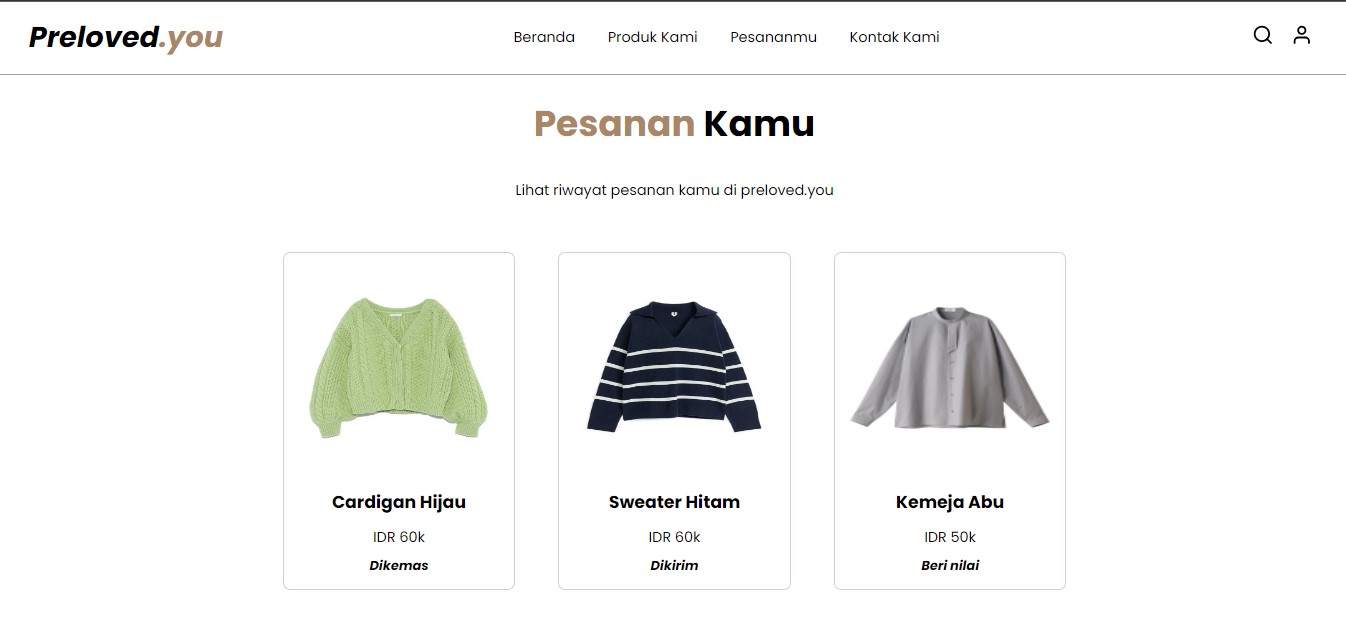 Preloved.you
Beranda Produk Kami Pesananmu Kontak Kami
Pesanan Kamu
Lihat riwayat pesanan kamu di preloved.you
Cardigan Hijau
IDR 60k
Dikemas
Sweater Hitam
IDR 60k
Dikirim
Kemeja Abu
IDR 50k
Beri nilai